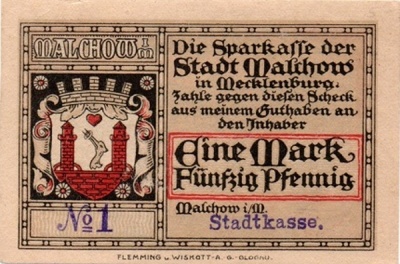 MALCHOW i/M
Die Sparkasse der
Stadt Malchow
in Mecklenburg.
Zahle gegen diesen Scheck
aus meinem Guthaben an
den Inhaber
Eine Mark
Fünfzig Pfennig
Malchow i/M.
Stadtkasse.
No 1
FLEMMING u. WISKOTT-A. G.-GLOGAU.